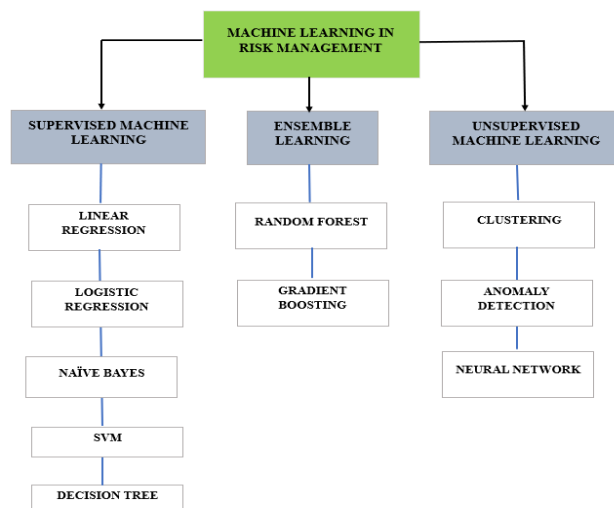 MACHINE LEARNING IN
RISK MANAGEMENT
SUPERVISED MACHINE
LEARNING
ENSEMBLE
LEARNING
UNSUPERVISED
MACHINE LEARNING
LINEAR
REGRESSION
RANDOM FOREST
CLUSTERING
LOGISTIC
REGRESSION
GRADIENT
BOOSTING
ANOMALY
DETECTION
NAÏVE BAYES
NEURAL NETWORK
SVM
DECISION TREE